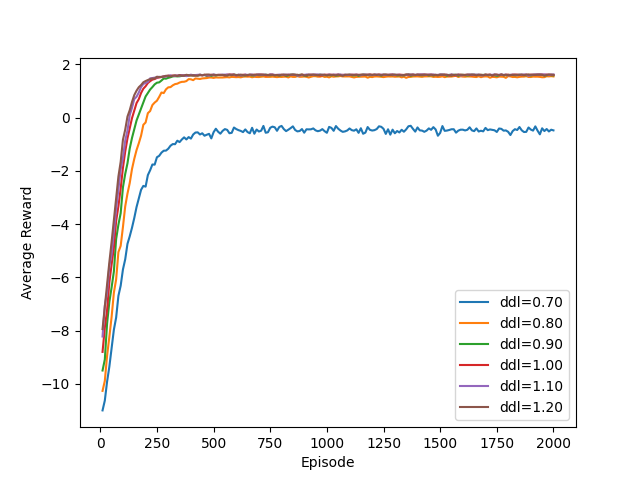 2
0
−2
−4
−6
−8
−10
Average Reward
0 250 500 750 1000 1250 1500 1750 2000
Episode
ddl=0.70
ddl=0.80
ddl=0.90
ddl=1.00
ddl=1.10
ddl=1.20